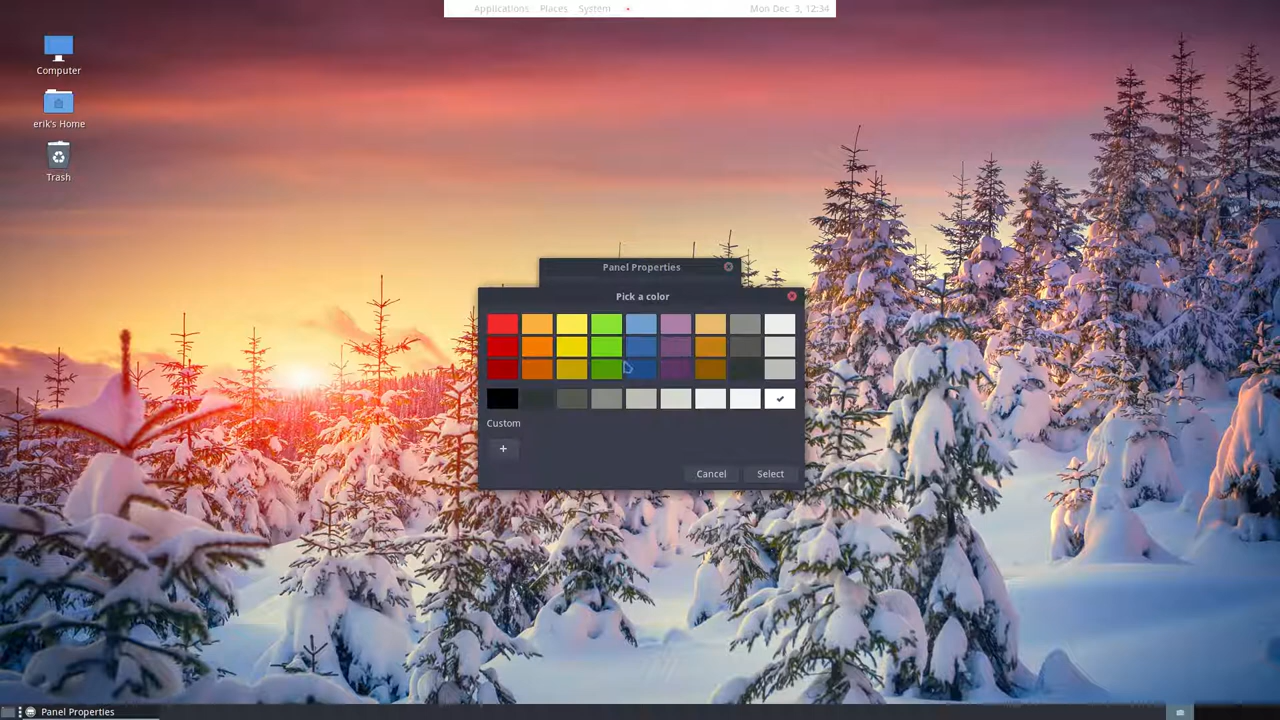 Applications Places System Mon Dec 3, 12:34
Computer
erik's Home
Trash
Panel Properties
Pick a color
Custom
+
Cancel Select
Panel Properties